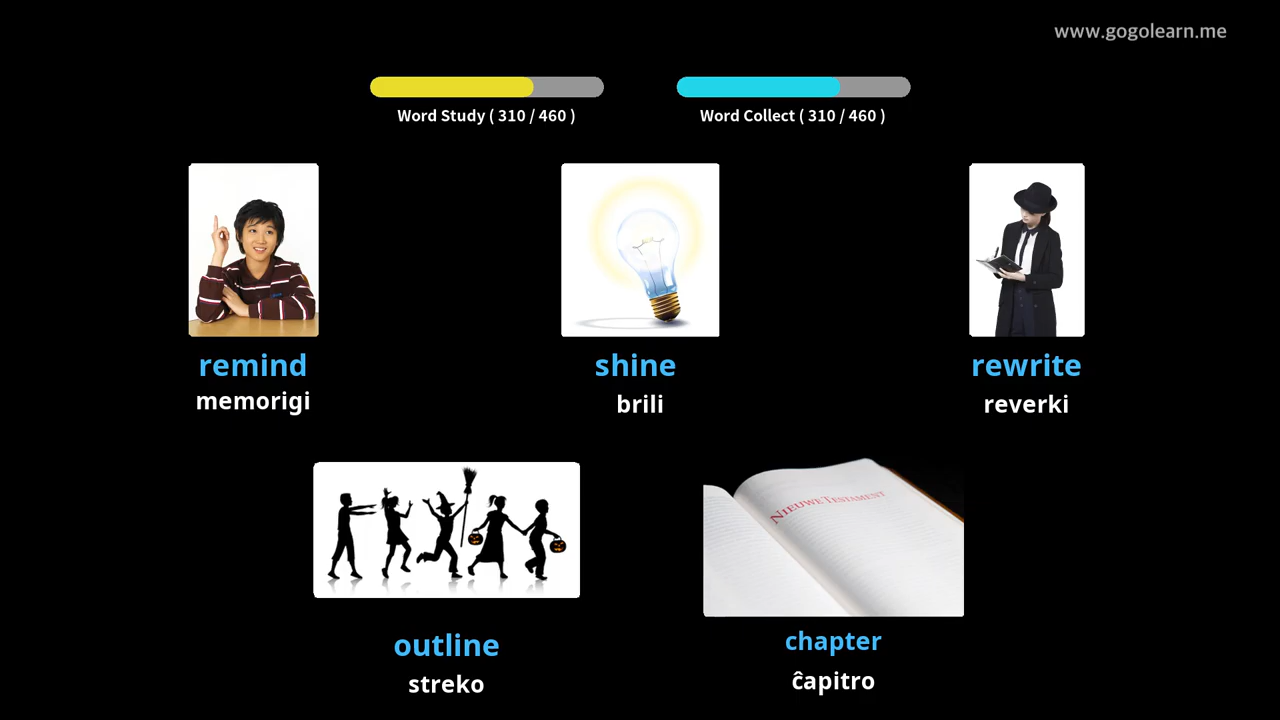 www.gogolearn.me
Word Study ( 310 / 460 )
Word Collect ( 310 / 460 )
remind
memorigi
shine
brili
rewrite
reverki
NIEUWE TESTAMENT
outline
streko
chapter
ĉapitro